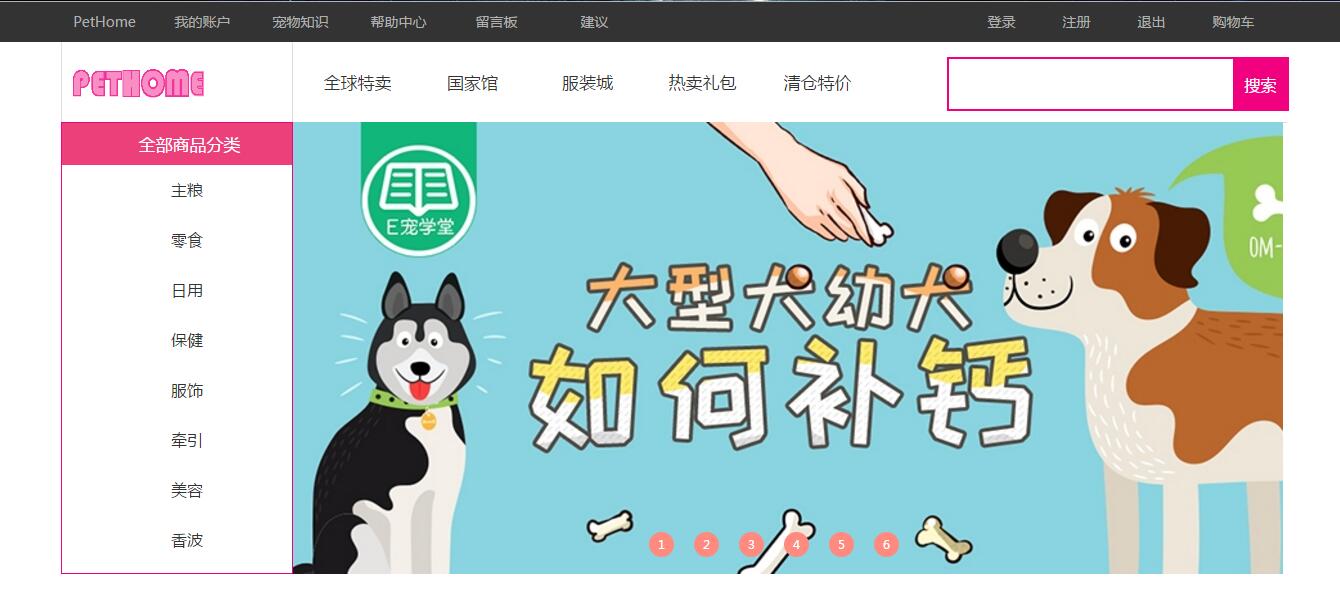 PetHome 我的账户 宠物知识 帮助中心 留言板 建议 登录 注册 退出 购物车
PETHOME 全球特卖 国家馆 服装城 热卖礼包 清仓特价 搜索
全部商品分类
主粮
零食
日用
保健
服饰
牵引
美容
香波
E宠学堂
大型犬幼犬
如何补钙
0M-
1 2 3 4 5 6